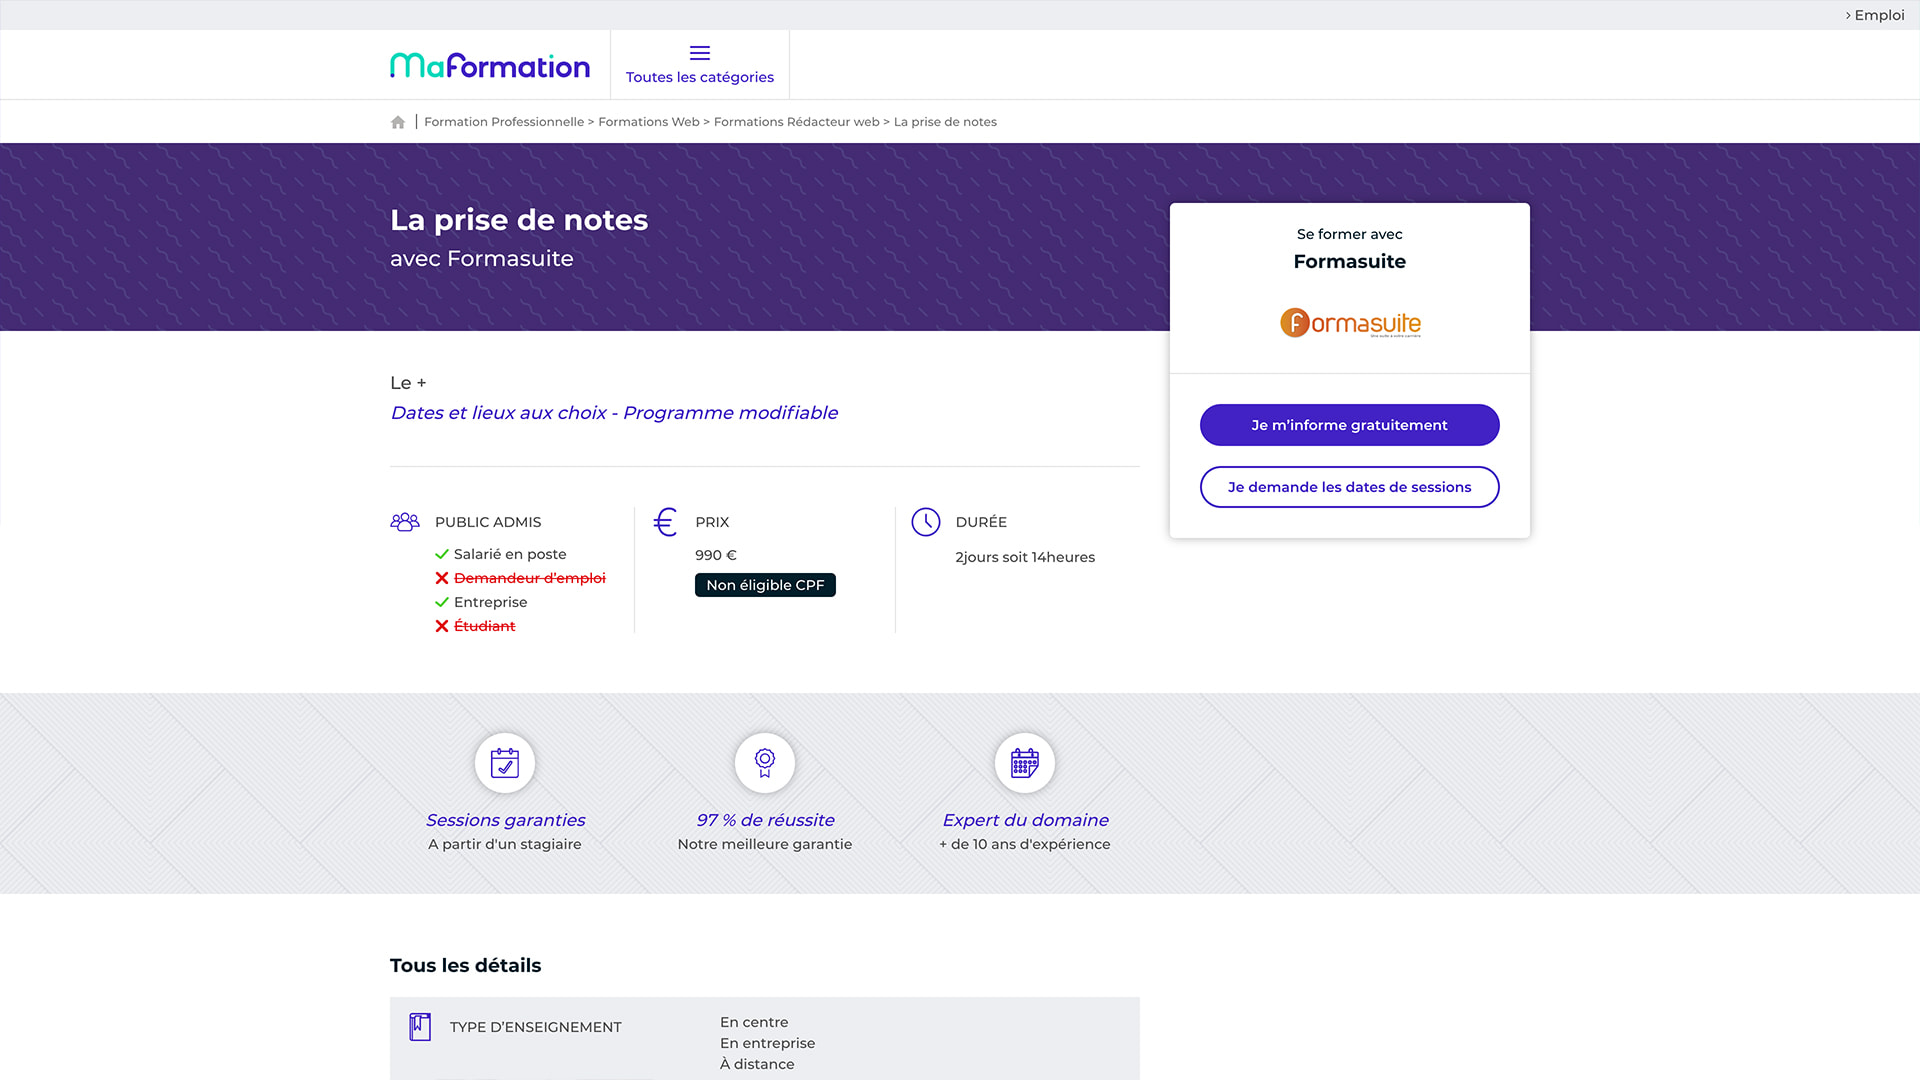 › Emploi
MaFormation
Toutes les catégories
Formation Professionnelle > Formations Web > Formations Rédacteur web > La prise de notes
La prise de notes
avec Formasuite
Se former avec
Formasuite
formasuite
Je m'informe gratuitement
Je demande les dates de sessions
Le +
Dates et lieux aux choix - Programme modifiable
PUBLIC ADMIS
Salarié en poste
Demandeur d'emploi
Entreprise
Étudiant
PRIX
990 €
Non éligible CPF
DURÉE
2jours soit 14heures
Sessions garanties
A partir d'un stagiaire
97 % de réussite
Notre meilleure garantie
Expert du domaine
+ de 10 ans d'expérience
Tous les détails
TYPE D'ENSEIGNEMENT
En centre
En entreprise
À distance